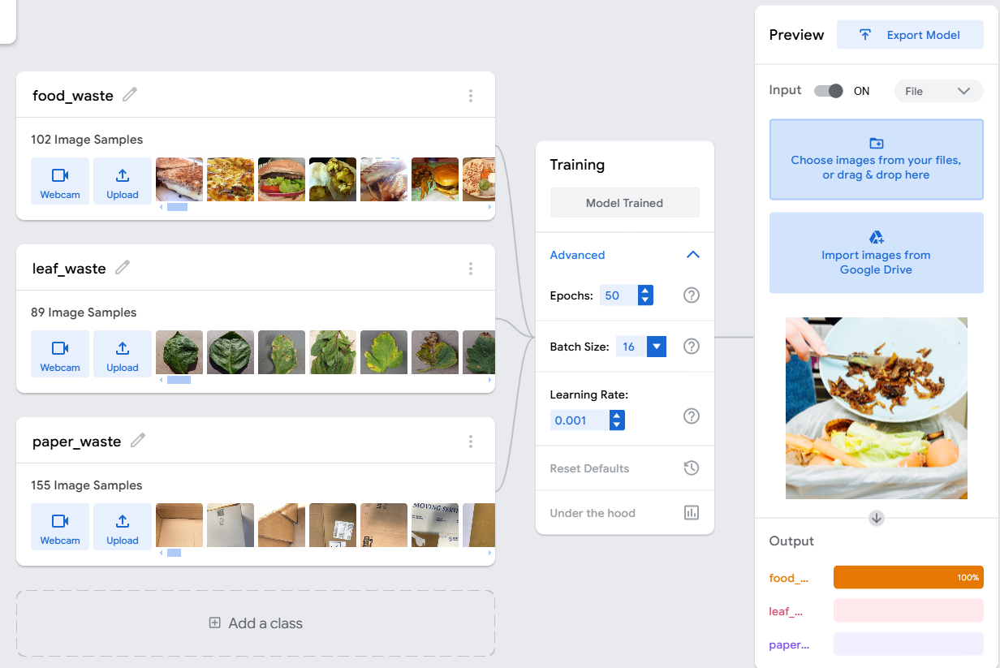 food_waste
102 Image Samples
Webcam
Upload
leaf_waste
89 Image Samples
Webcam
Upload
paper_waste
155 Image Samples
Webcam
Upload
MOVING SERV
Add a class
Training
Model Trained
Advanced
Epochs: 50
Batch Size: 16
Learning Rate:
0.001
Reset Defaults
Under the hood
Preview
Export Model
Input ON File
Choose images from your files,
or drag & drop here
Import images from
Google Drive
Output
food_... 100%
leaf_...
paper...